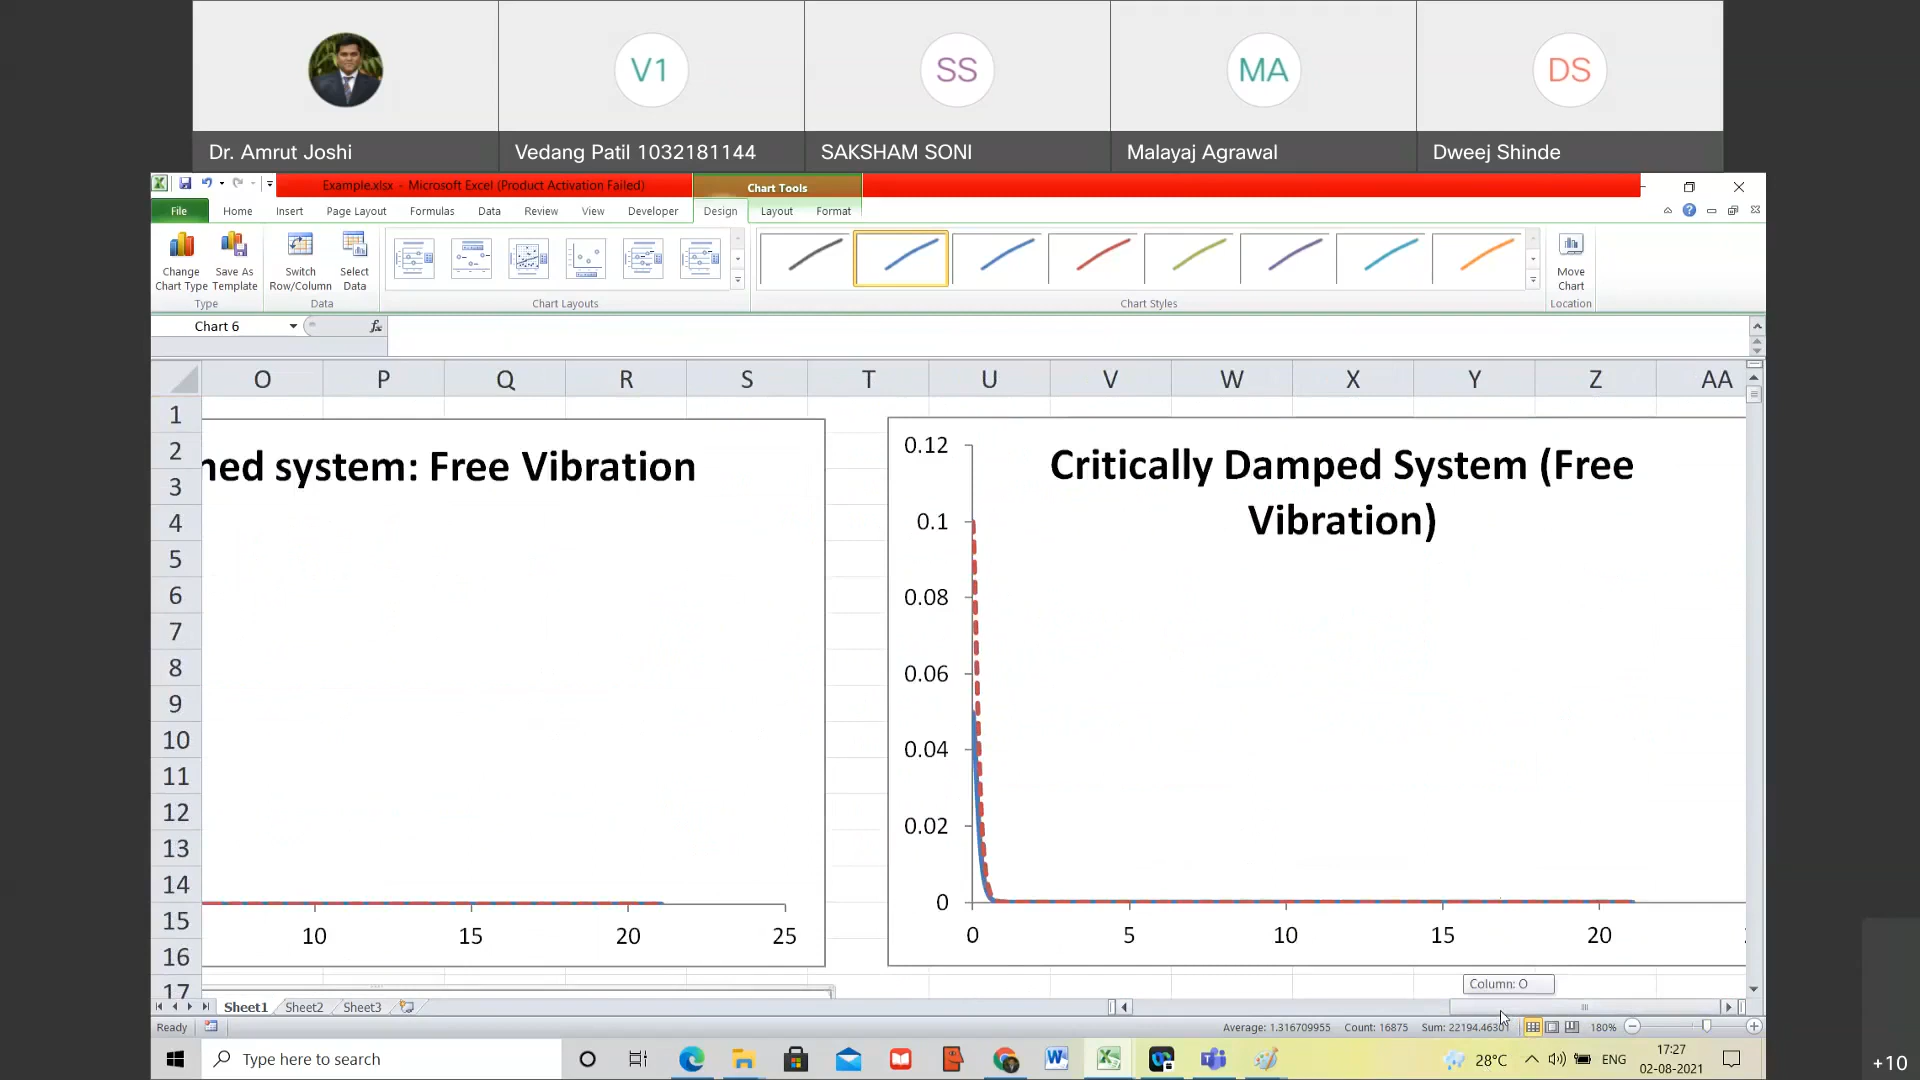 V1
SS
MA
DS
Dr. Amrut Joshi
Vedang Patil 1032181144
SAKSHAM SONI
Malayaj Agrawal
Dweej Shinde
Example.xlsx - Microsoft Excel (Product Activation Failed)
Chart Tools
File Home Insert Page Layout Formulas Data Review View Developer Design Layout Format
Change Chart Type
Save As Template
Switch Row/Column
Select Data
Move Chart
Type
Data
Chart Layouts
Chart Styles
Location
Chart 6
fx
O P Q R S T U V W X Y Z AA
1
2
3
4
5
6
7
8
9
10
11
12
13
14
15
16
17
ned system: Free Vibration
10 15 20 25
Critically Damped System (Free
Vibration)
0.12
0.1
0.08
0.06
0.04
0.02
0
0 5 10 15 20
Column: O
Sheet1 Sheet2 Sheet3
Ready
Average: 1.316709955 Count: 16875 Sum: 22194.46301
180%
Type here to search
28°C
ENG
17:27
02-08-2021
+10